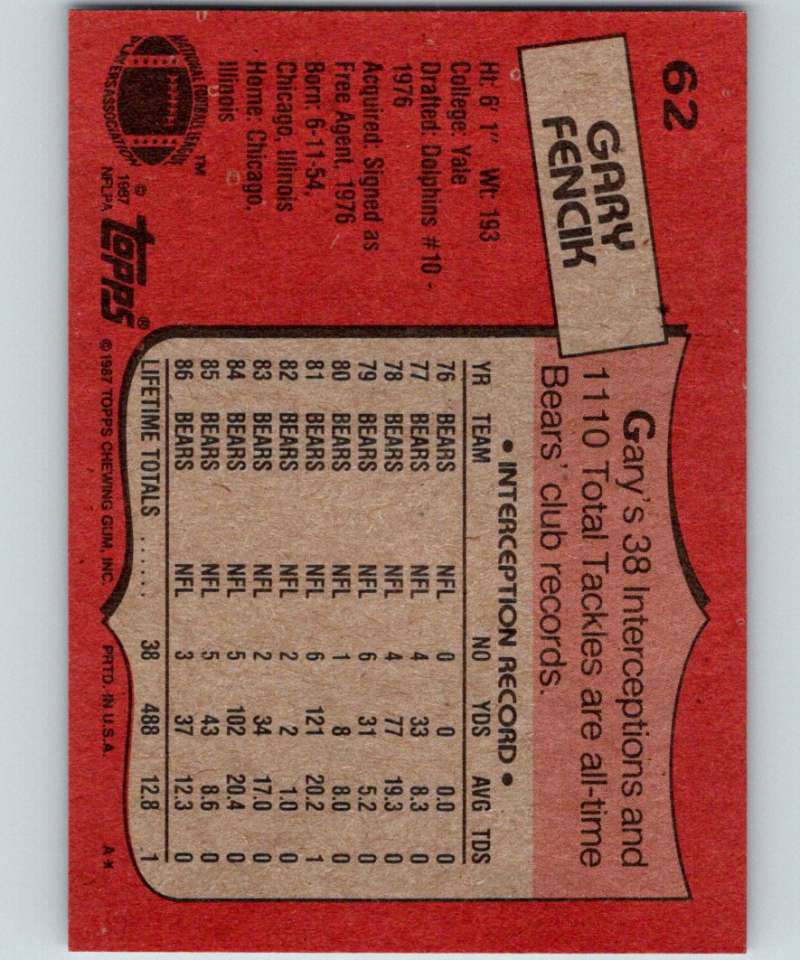 62
GARY
FENCIK
Ht: 6' 1" Wt: 193
College: Yale
Drafted: Dolphins #10 -
1976
Acquired: Signed as
Free Agent, 1976
Born: 6-11-54,
Chicago, Illinois
Home: Chicago,
Illinois
NATIONAL FOOTBALL LEAGUE
PLAYERS ASSOCIATION
TM
© 1987
NFLPA
topps®
Gary's 38 Interceptions and
1110 Total Tackles are all-time
Bears' club records.
• INTERCEPTION RECORD •
YR TEAM NO YDS AVG TDS
76 BEARS NFL 0 0 0.0 0
77 BEARS NFL 4 33 8.3 0
78 BEARS NFL 4 77 19.3 0
79 BEARS NFL 6 31 5.2 0
80 BEARS NFL 1 8 8.0 0
81 BEARS NFL 6 121 20.2 1
82 BEARS NFL 2 2 1.0 0
83 BEARS NFL 2 34 17.0 0
84 BEARS NFL 5 102 20.4 0
85 BEARS NFL 5 43 8.6 0
86 BEARS NFL 3 37 12.3 0
LIFETIME TOTALS ...... 38 488 12.8 .1
© 1987 TOPPS CHEWING GUM, INC. PRTD. IN U.S.A.